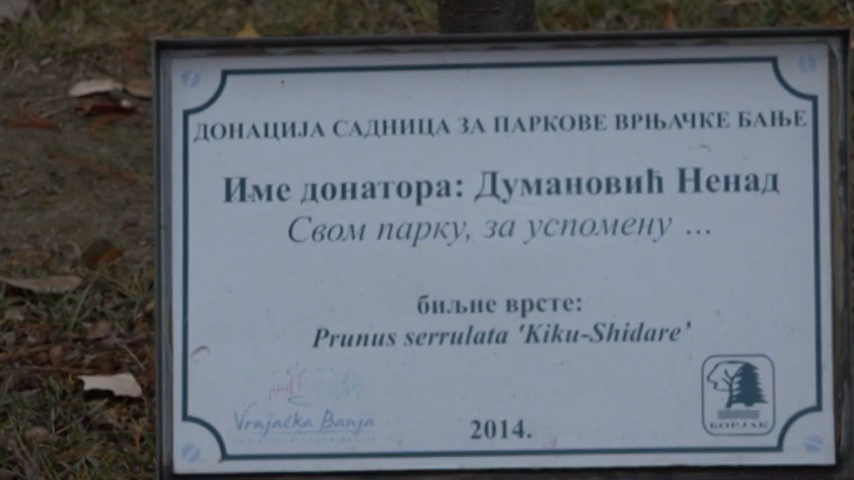 ДОНАЦИЈА САДНИЦА ЗА ПАРКОВЕ ВРЊАЧКЕ БАЊЕ
Име донатора: Думановић Ненад
Свом парку, за успомену ...
биљне врсте:
Prunus serrulata 'Kiku-Shidare'
Vrnjačka Banja
2014.
БОРЈАК